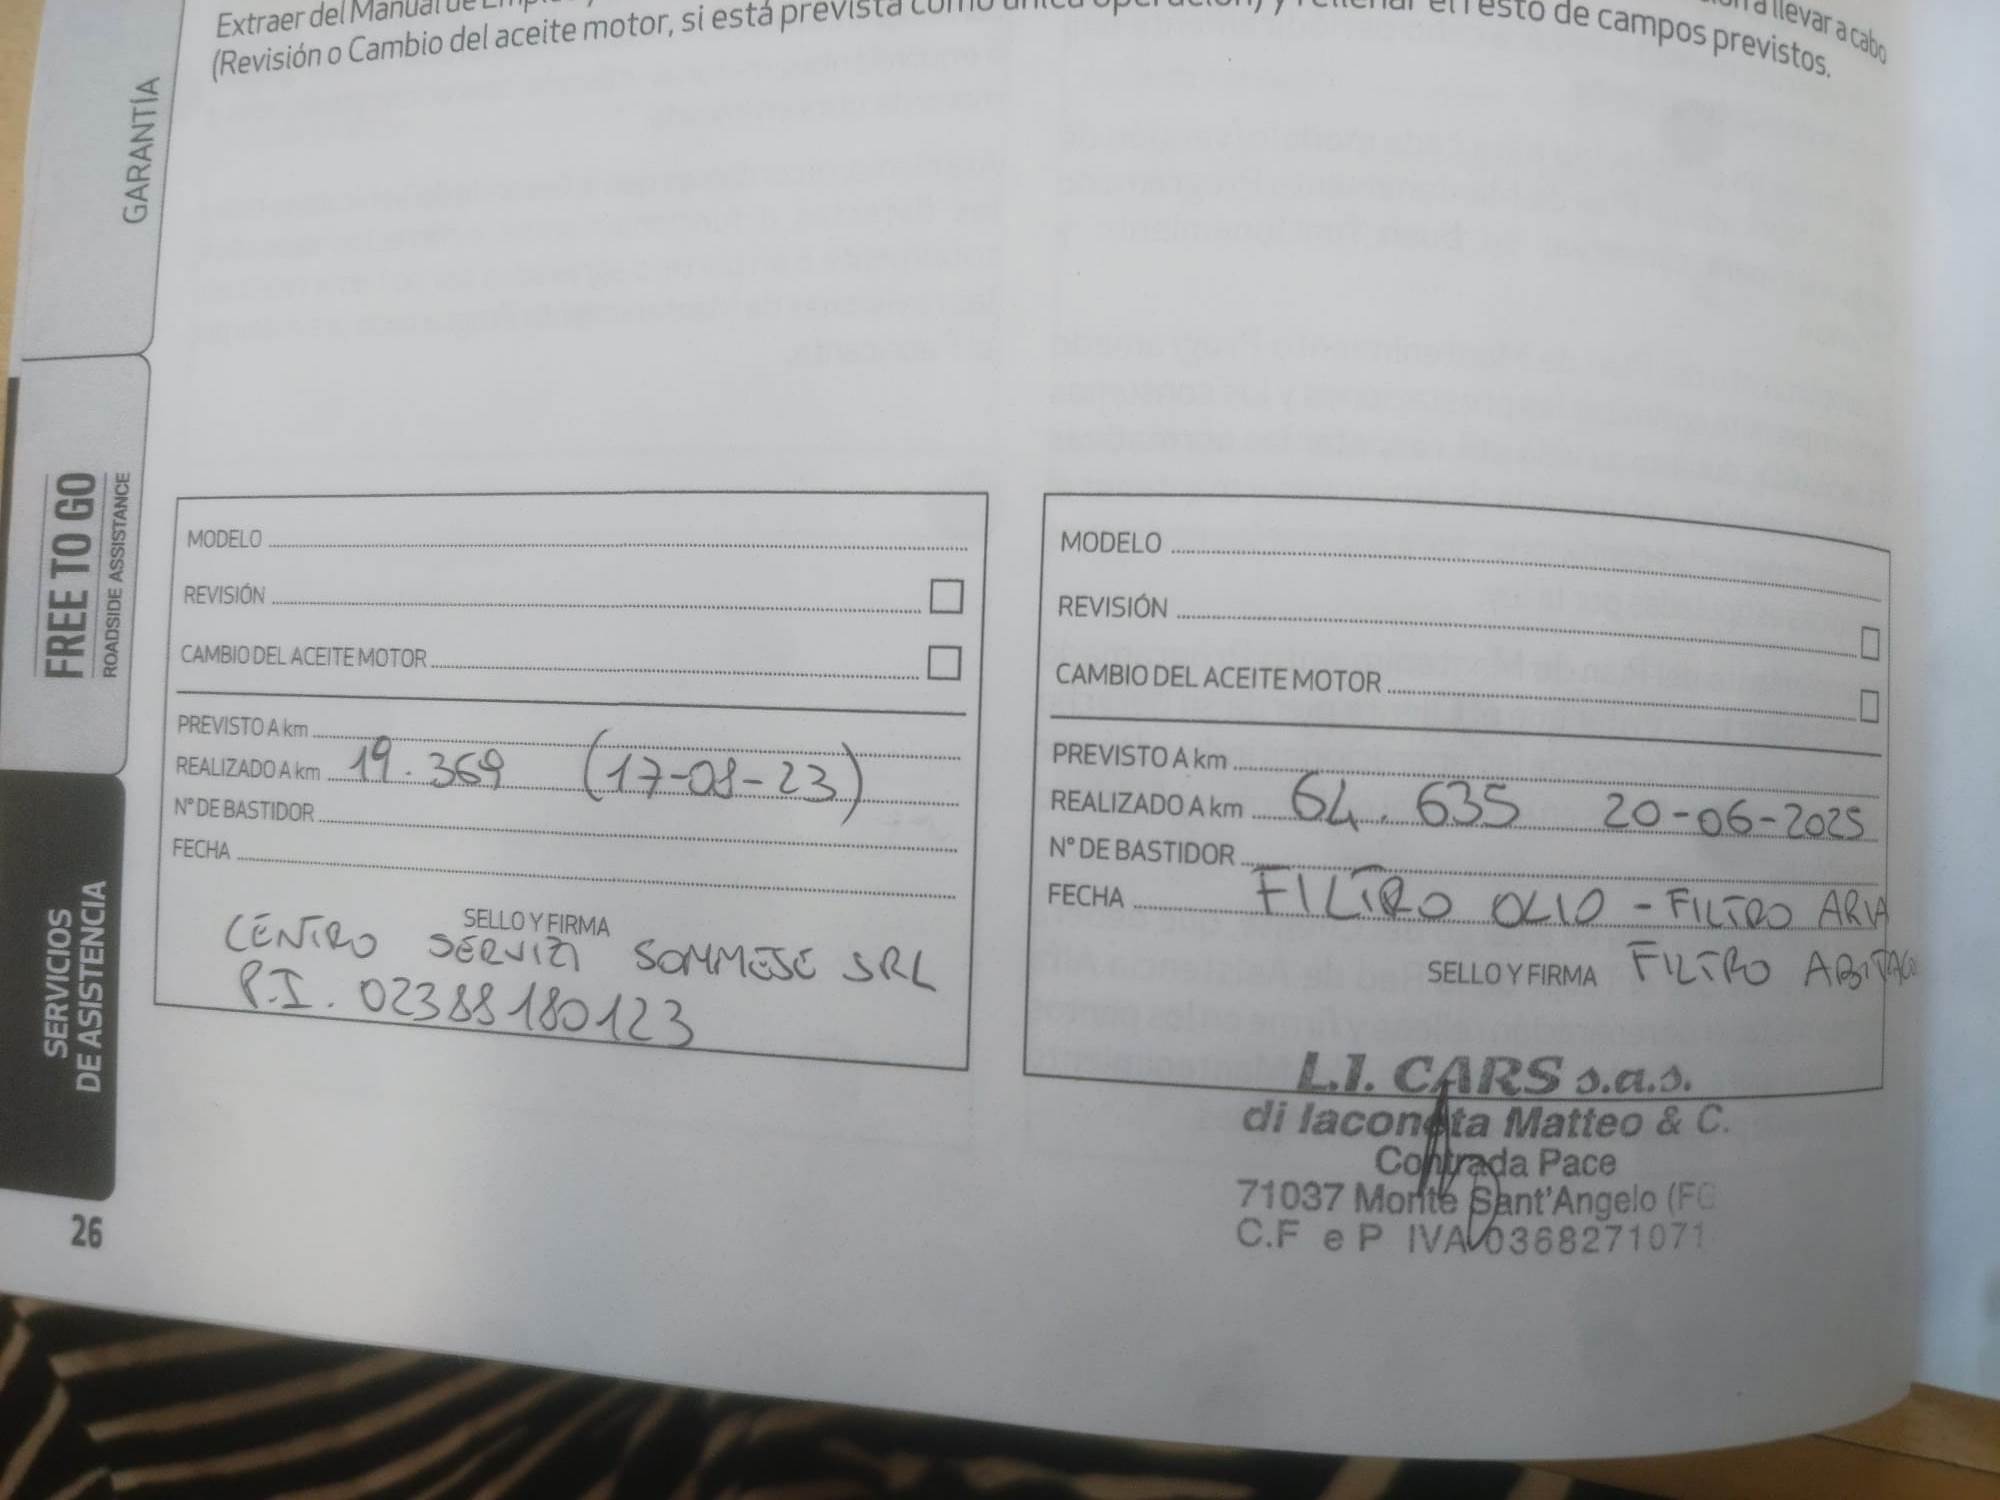 Extraer del Manual de
a llevar a cabo
(Revisión o Cambio del aceite motor, si está prevista como única operación) y rellenar el resto de campos previstos.
GARANTÍA
FREE TO GO
ROADSIDE ASSISTANCE
SERVICIOS
DE ASISTENCIA
26
MODELO
REVISIÓN
CAMBIO DEL ACEITE MOTOR
PREVISTO A km
REALIZADO A km 19.369 (17-08-23)
N° DE BASTIDOR
FECHA
SELLO Y FIRMA
CENTRO SERVIZI SOMMESE SRL
P.I. 02388180123
MODELO
REVISIÓN
CAMBIO DEL ACEITE MOTOR
PREVISTO A km
REALIZADO A km 64.635 20-06-2025
N° DE BASTIDOR
FECHA FILTRO OLIO - FILTRO ARIA
SELLO Y FIRMA FILTRO ABITACO
L.I. CARS s.a.s.
di Iaconeta Matteo & C.
Contrada Pace
71037 Monte Sant'Angelo (FG
C.F e P IVA 0368271071